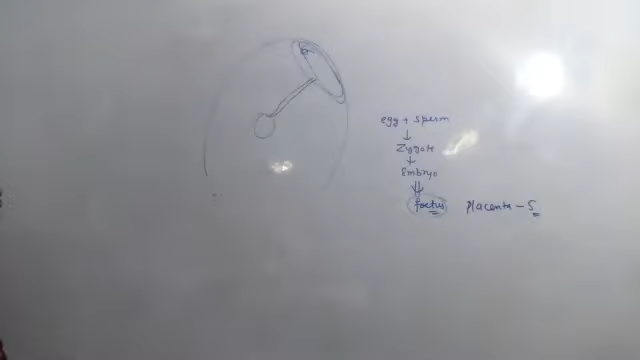 egg + sperm
↓
Zygote
↓
Embryo
⇓
foetus Placenta - S